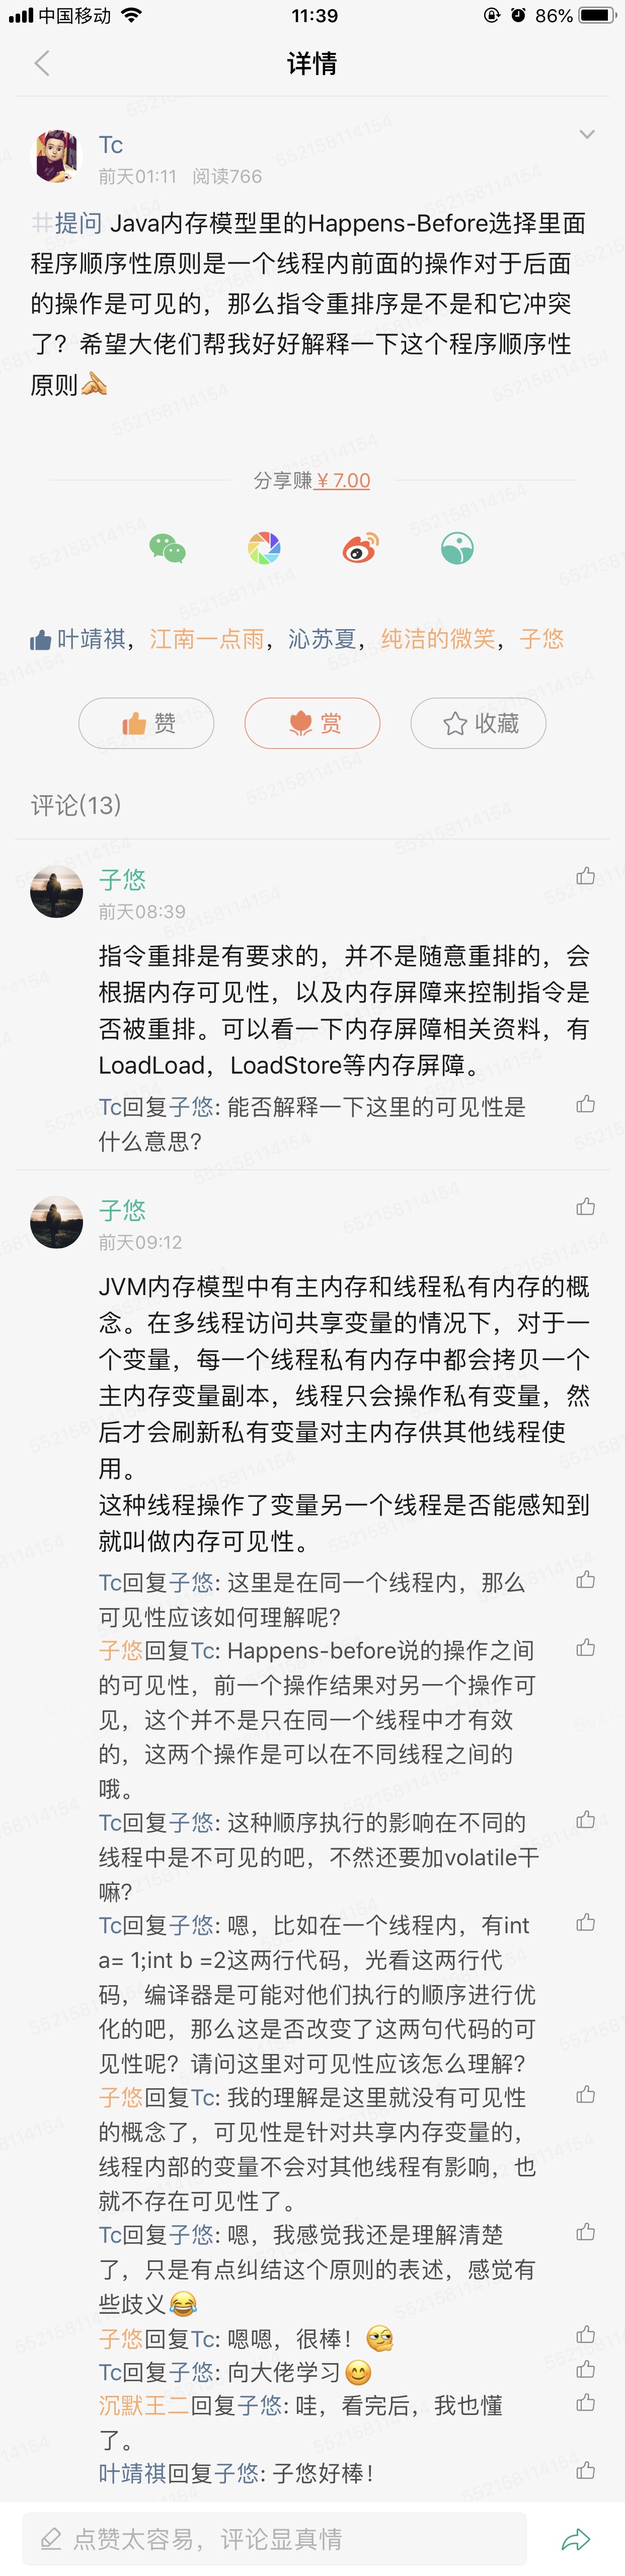 中国移动 11:39 86%
详情
Tc
前天01:11 阅读766
#提问 Java内存模型里的Happens-Before选择里面
程序顺序性原则是一个线程内前面的操作对于后面
的操作是可见的，那么指令重排序是不是和它冲突
了？希望大佬们帮我好好解释一下这个程序顺序性
原则🙏
分享赚￥7.00
叶靖祺，江南一点雨，沁苏夏，纯洁的微笑，子悠
赞 赏 收藏
评论(13)
子悠
前天08:39
指令重排是有要求的，并不是随意重排的，会
根据内存可见性，以及内存屏障来控制指令是
否被重排。可以看一下内存屏障相关资料，有
LoadLoad，LoadStore等内存屏障。
Tc回复子悠: 能否解释一下这里的可见性是
什么意思?
子悠
前天09:12
JVM内存模型中有主内存和线程私有内存的概
念。在多线程访问共享变量的情况下，对于一
个变量，每一个线程私有内存中都会拷贝一个
主内存变量副本，线程只会操作私有变量，然
后才会刷新私有变量对主内存供其他线程使
用。
这种线程操作了变量另一个线程是否能感知到
就叫做内存可见性。
Tc回复子悠: 这里是在同一个线程内，那么
可见性应该如何理解呢?
子悠回复Tc: Happens-before说的操作之间
的可见性，前一个操作结果对另一个操作可
见，这个并不是只在同一个线程中才有效
的，这两个操作是可以在不同线程之间的
哦。
Tc回复子悠: 这种顺序执行的影响在不同的
线程中是不可见的吧，不然还要加volatile干
嘛?
Tc回复子悠: 嗯，比如在一个线程内，有int
a= 1;int b =2这两行代码，光看这两行代
码，编译器是可能对他们执行的顺序进行优
化的吧，那么这是否改变了这两句代码的可
见性呢？请问这里对可见性应该怎么理解?
子悠回复Tc: 我的理解是这里就没有可见性
的概念了，可见性是针对共享内存变量的，
线程内部的变量不会对其他线程有影响，也
就不存在可见性了。
Tc回复子悠: 嗯，我感觉我还是理解清楚
了，只是有点纠结这个原则的表述，感觉有
些歧义😂
子悠回复Tc: 嗯嗯，很棒！🤔
Tc回复子悠: 向大佬学习😊
沉默王二回复子悠: 哇，看完后，我也懂
了。
叶靖祺回复子悠: 子悠好棒！
点赞太容易，评论显真情
552158114154